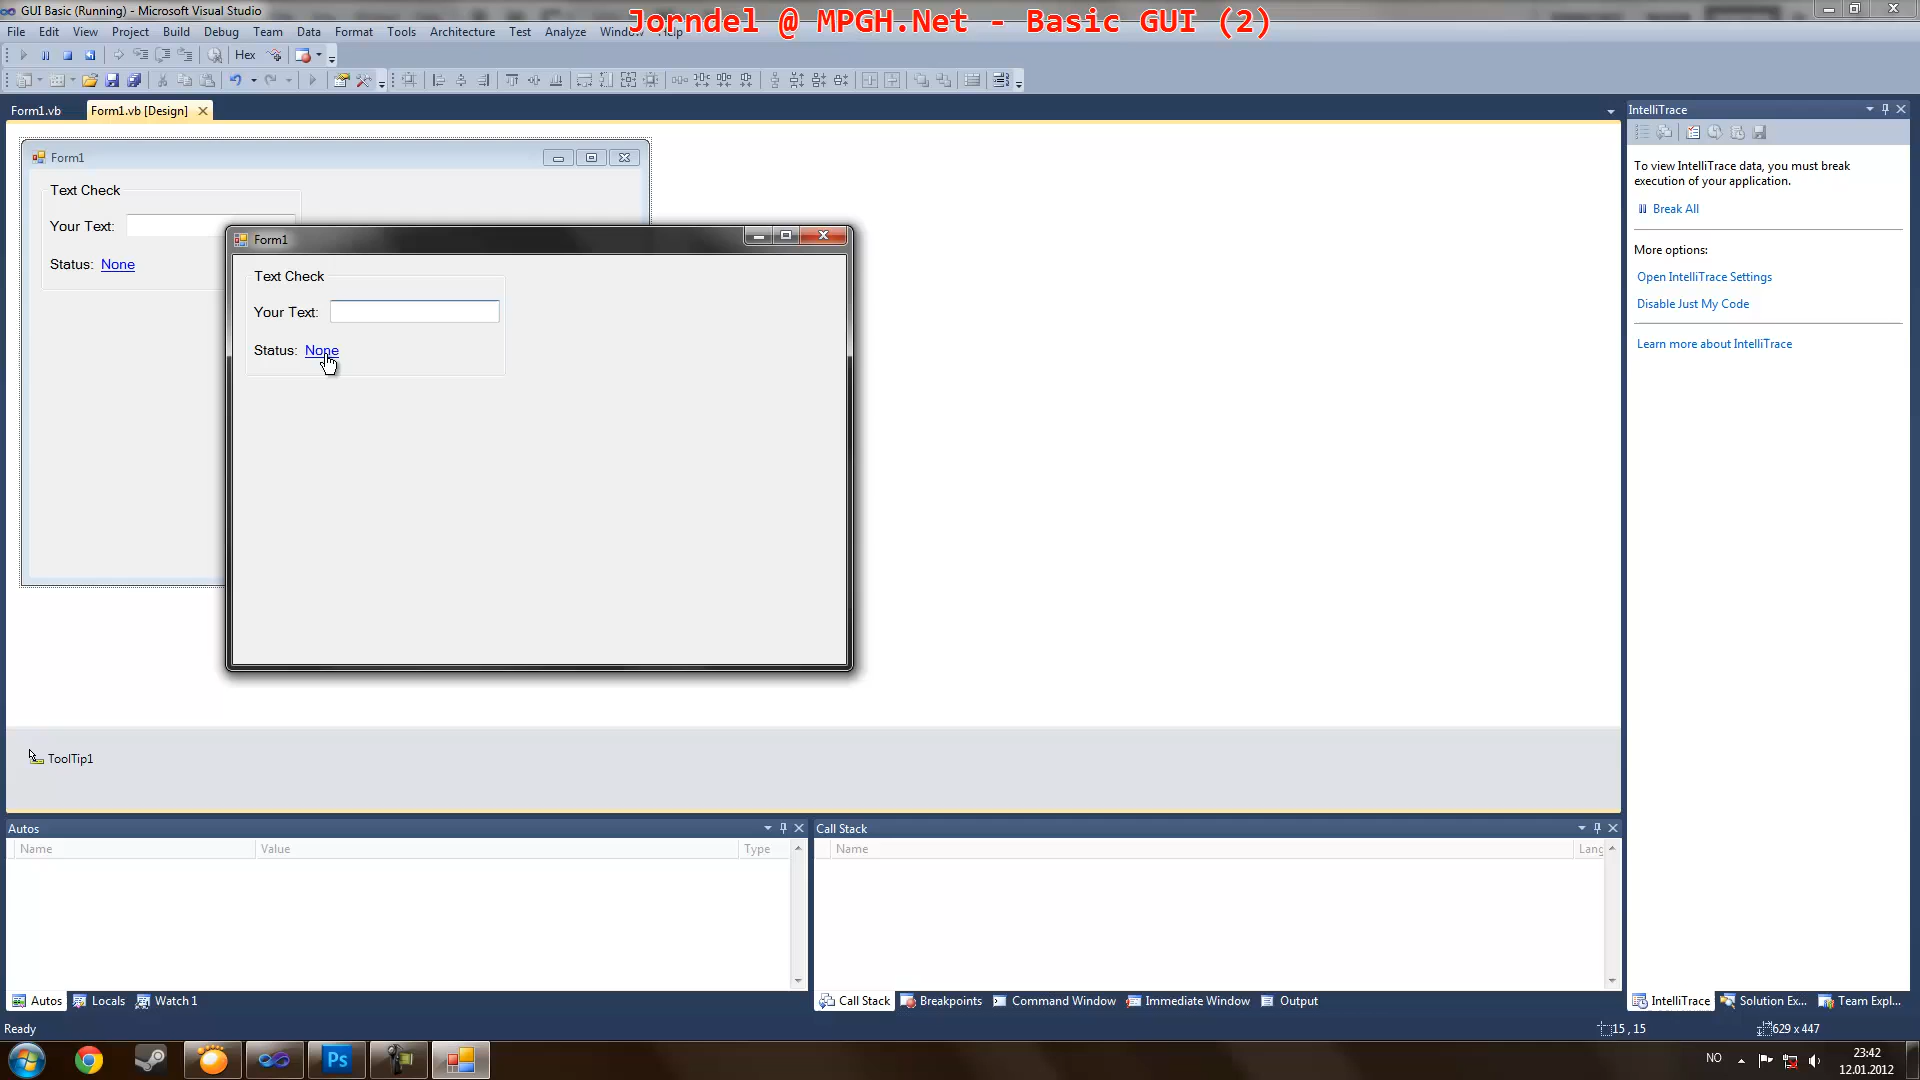 GUI Basic (Running) - Microsoft Visual Studio
Jorndel @ MPGH.Net - Basic GUI (2)
File Edit View Project Build Debug Team Data Format Tools Architecture Test Analyze Window Help
Hex
Form1.vb Form1.vb [Design]
IntelliTrace
Form1
Text Check
Your Text:
Status: None
Form1
Text Check
Your Text:
Status: None
To view IntelliTrace data, you must break
execution of your application.
Break All
More options:
Open IntelliTrace Settings
Disable Just My Code
Learn more about IntelliTrace
ToolTip1
Autos
Name Value Type
Call Stack
Name Lang
Autos Locals Watch 1
Call Stack Breakpoints Command Window Immediate Window Output
IntelliTrace Solution Ex... Team Expl...
Ready
15 , 15
629 x 447
Ps
NO
23:42
12.01.2012